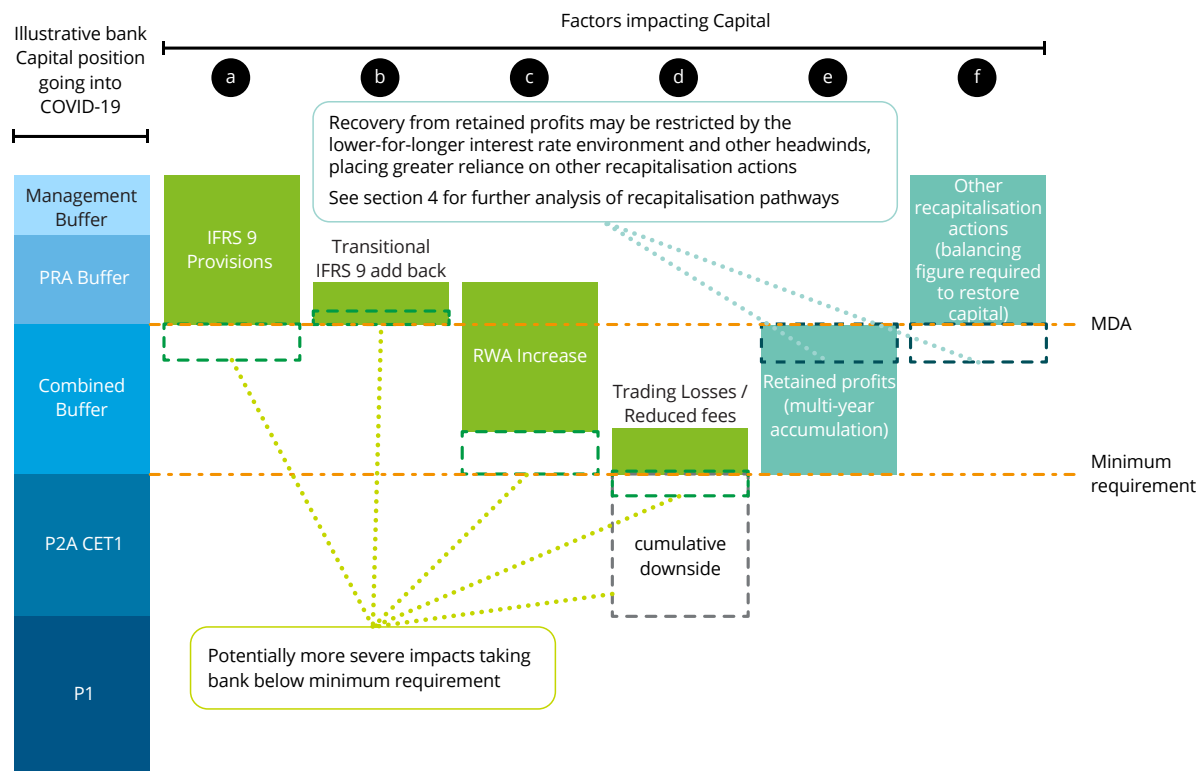 Factors impacting Capital
Illustrative bank
Capital position
going into
COVID-19
a
b
c
d
e
f
Recovery from retained profits may be restricted by the
lower-for-longer interest rate environment and other headwinds,
placing greater reliance on other recapitalisation actions
See section 4 for further analysis of recapitalisation pathways
Management
Buffer
PRA Buffer
Combined
Buffer
P2A CET1
P1
IFRS 9
Provisions
Transitional
IFRS 9 add back
RWA Increase
Trading Losses /
Reduced fees
cumulative
downside
Retained profits
(multi-year
accumulation)
Other
recapitalisation
actions
(balancing
figure required
to restore
capital)
MDA
Minimum
requirement
Potentially more severe impacts taking
bank below minimum requirement